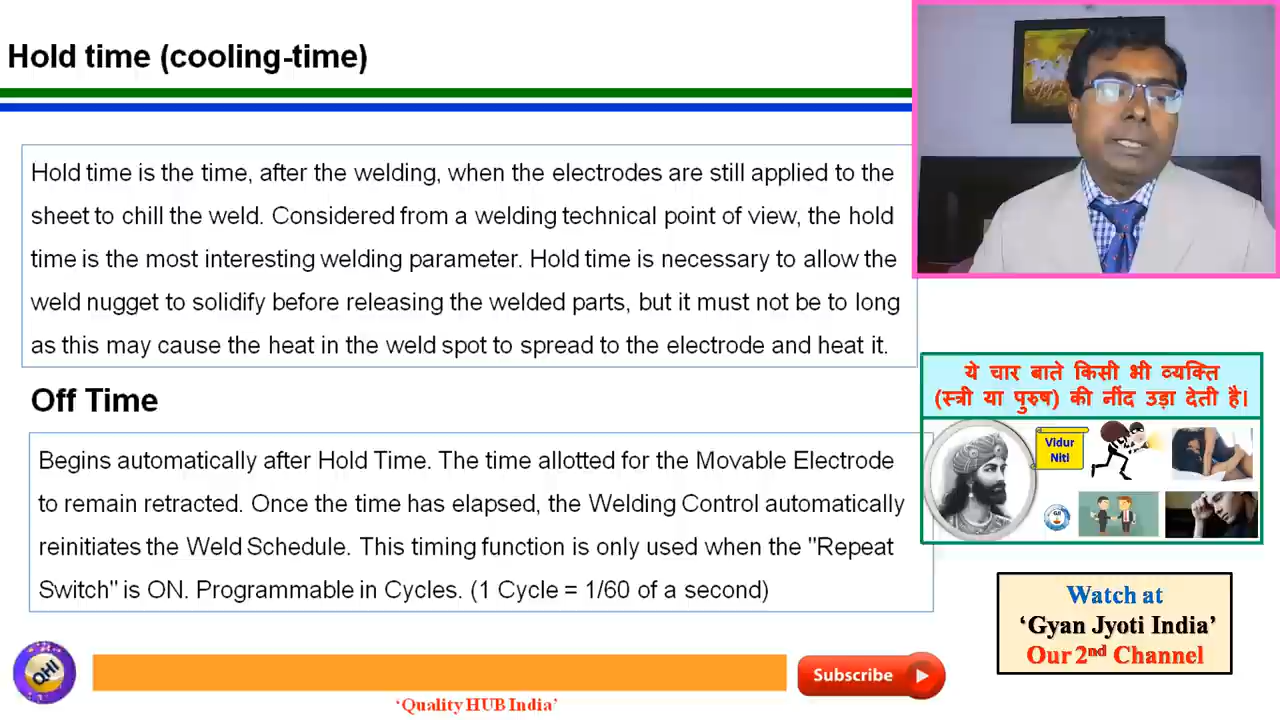 Hold time (cooling-time)
Hold time is the time, after the welding, when the electrodes are still applied to the
sheet to chill the weld. Considered from a welding technical point of view, the hold
time is the most interesting welding parameter. Hold time is necessary to allow the
weld nugget to solidify before releasing the welded parts, but it must not be to long
as this may cause the heat in the weld spot to spread to the electrode and heat it.
Off Time
Begins automatically after Hold Time. The time allotted for the Movable Electrode
to remain retracted. Once the time has elapsed, the Welding Control automatically
reinitiates the Weld Schedule. This timing function is only used when the "Repeat
Switch" is ON. Programmable in Cycles. (1 Cycle = 1/60 of a second)
ये चार बाते किसी भी व्यक्ति
(स्त्री या पुरुष) की नींद उड़ा देती है।
Vidur
Niti
Watch at
‘Gyan Jyoti India’
Our 2nd Channel
QHI
Subscribe
‘Quality HUB India’